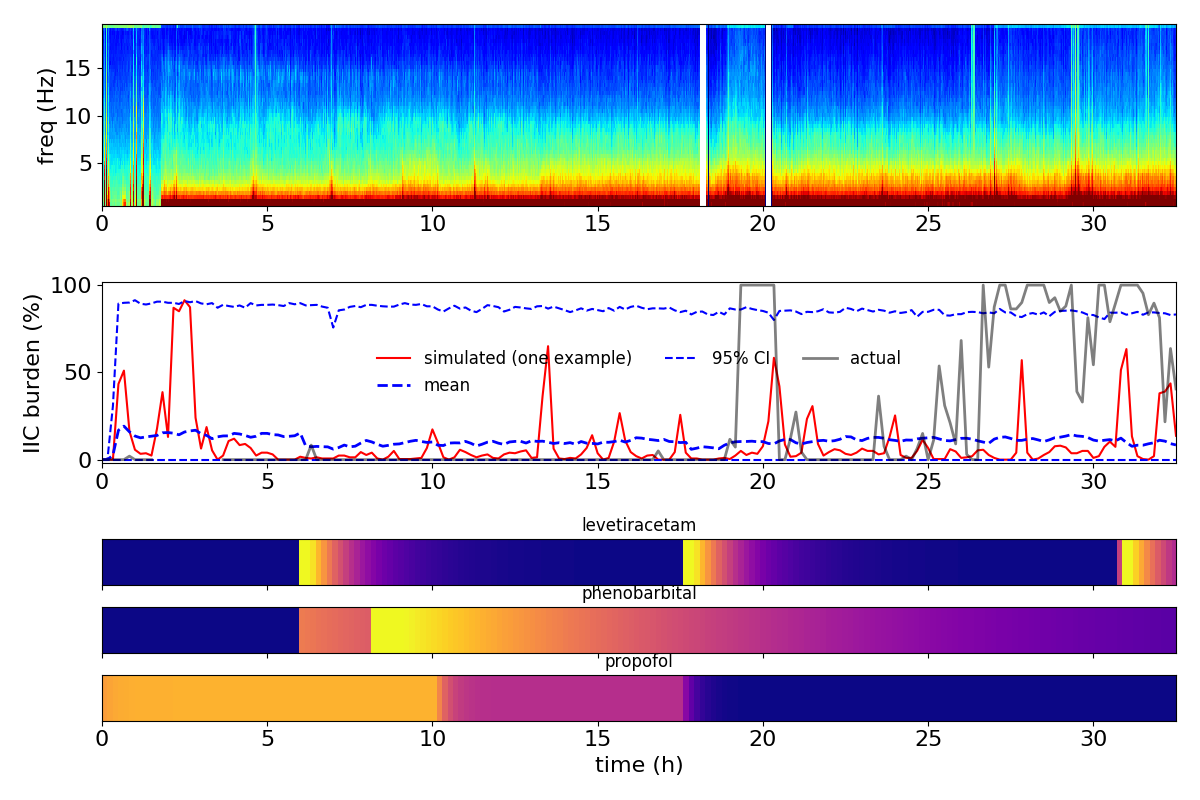 freq (Hz)
15
10
5
0 5 10 15 20 25 30
IIC burden (%)
100
50
0
simulated (one example) 95% CI actual
mean
0 5 10 15 20 25 30
levetiracetam
phenobarbital
propofol
0 5 10 15 20 25 30
time (h)